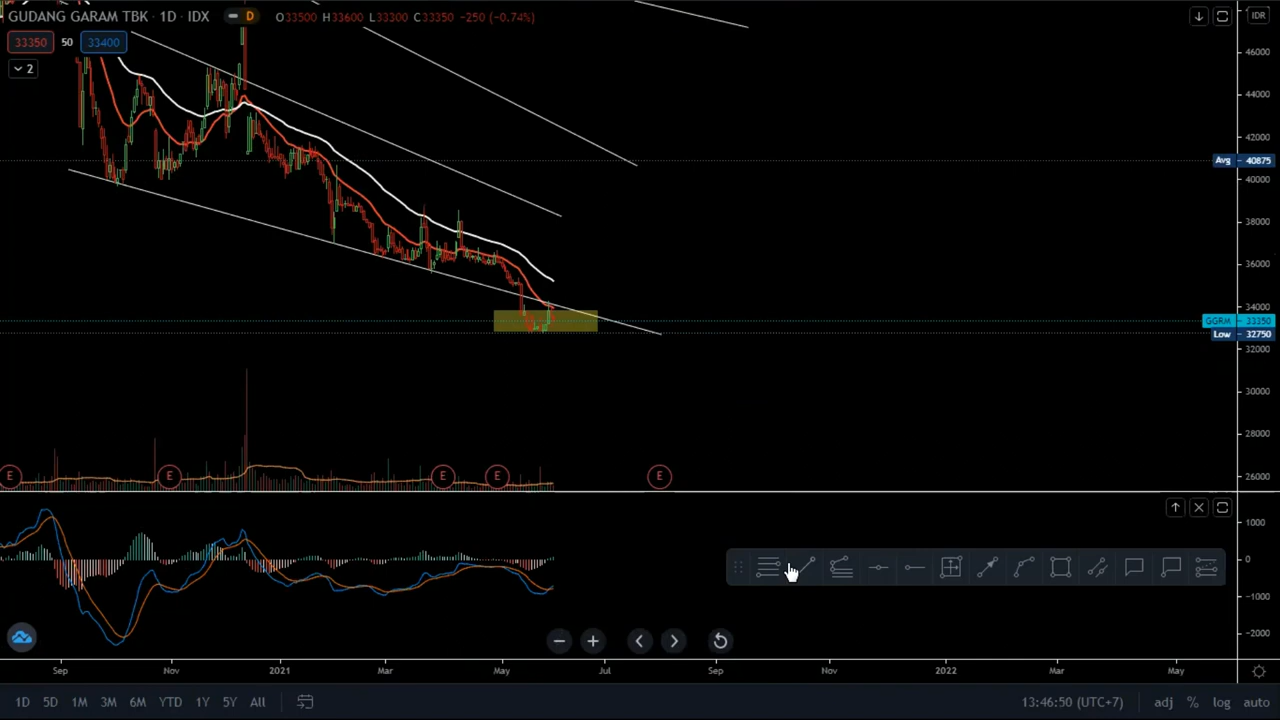 GUDANG GARAM TBK · 1D · IDX D O33500 H33600 L33300 C33350 −250 (−0.74%) IDR
33350 50 33400
2
46000
44000
42000
Avg 40875
40000
38000
36000
34000
GGRM 33350
Low 32750
32000
30000
28000
E E E E E
26000
1000
0
−1000
−2000
Sep Nov 2021 Mar May Jul Sep Nov 2022 Mar May
1D 5D 1M 3M 6M YTD 1Y 5Y All 13:46:50 (UTC+7) adj % log auto